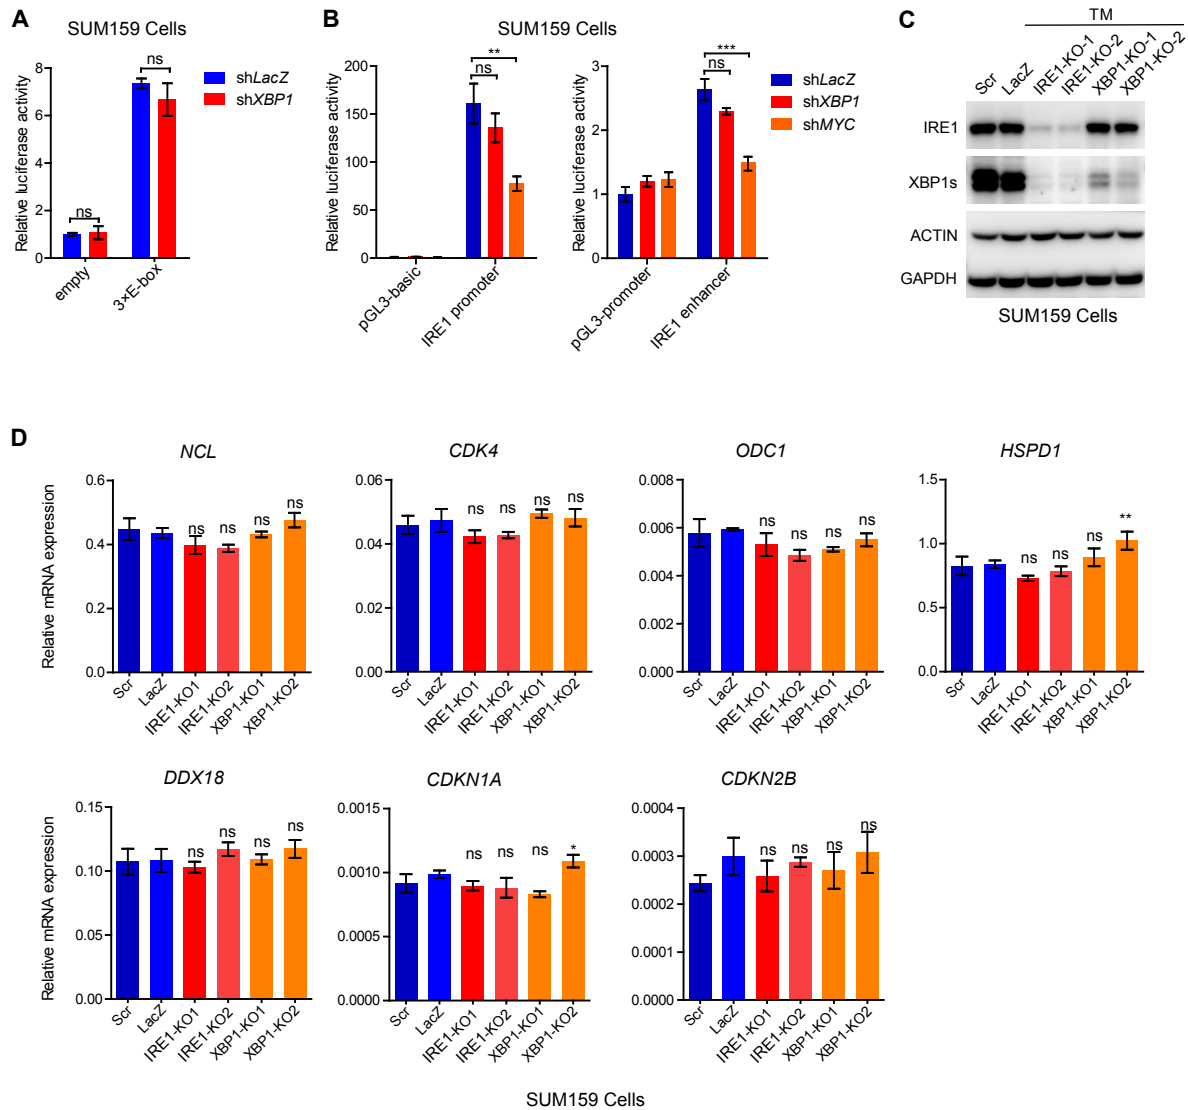 A
SUM159 Cells
Relative luciferase activity
8
6
4
2
0
ns
ns
empty
3×E-box
shLacZ
shXBP1
B
SUM159 Cells
Relative luciferase activity
200
150
100
50
0
**
ns
pGL3-basic
IRE1 promoter
Relative luciferase activity
3
2
1
0
***
ns
pGL3-promoter
IRE1 enhancer
shLacZ
shXBP1
shMYC
C
TM
Scr
LacZ
IRE1-KO-1
IRE1-KO-2
XBP1-KO-1
XBP1-KO-2
IRE1
XBP1s
ACTIN
GAPDH
SUM159 Cells
D
NCL
Relative mRNA expression
0.6
0.4
0.2
0.0
ns
ns
ns
ns
Scr
LacZ
IRE1-KO1
IRE1-KO2
XBP1-KO1
XBP1-KO2
CDK4
0.06
0.04
0.02
0.00
ns
ns
ns
ns
Scr
LacZ
IRE1-KO1
IRE1-KO2
XBP1-KO1
XBP1-KO2
ODC1
0.008
0.006
0.004
0.002
0.000
ns
ns
ns
ns
Scr
LacZ
IRE1-KO1
IRE1-KO2
XBP1-KO1
XBP1-KO2
HSPD1
1.5
1.0
0.5
0.0
ns
ns
ns
**
Scr
LacZ
IRE1-KO1
IRE1-KO2
XBP1-KO1
XBP1-KO2
DDX18
Relative mRNA expression
0.15
0.10
0.05
0.00
ns
ns
ns
ns
Scr
LacZ
IRE1-KO1
IRE1-KO2
XBP1-KO1
XBP1-KO2
CDKN1A
0.0015
0.0010
0.0005
0.0000
ns
ns
ns
*
Scr
LacZ
IRE1-KO1
IRE1-KO2
XBP1-KO1
XBP1-KO2
CDKN2B
0.0004
0.0003
0.0002
0.0001
0.0000
ns
ns
ns
ns
Scr
LacZ
IRE1-KO1
IRE1-KO2
XBP1-KO1
XBP1-KO2
SUM159 Cells